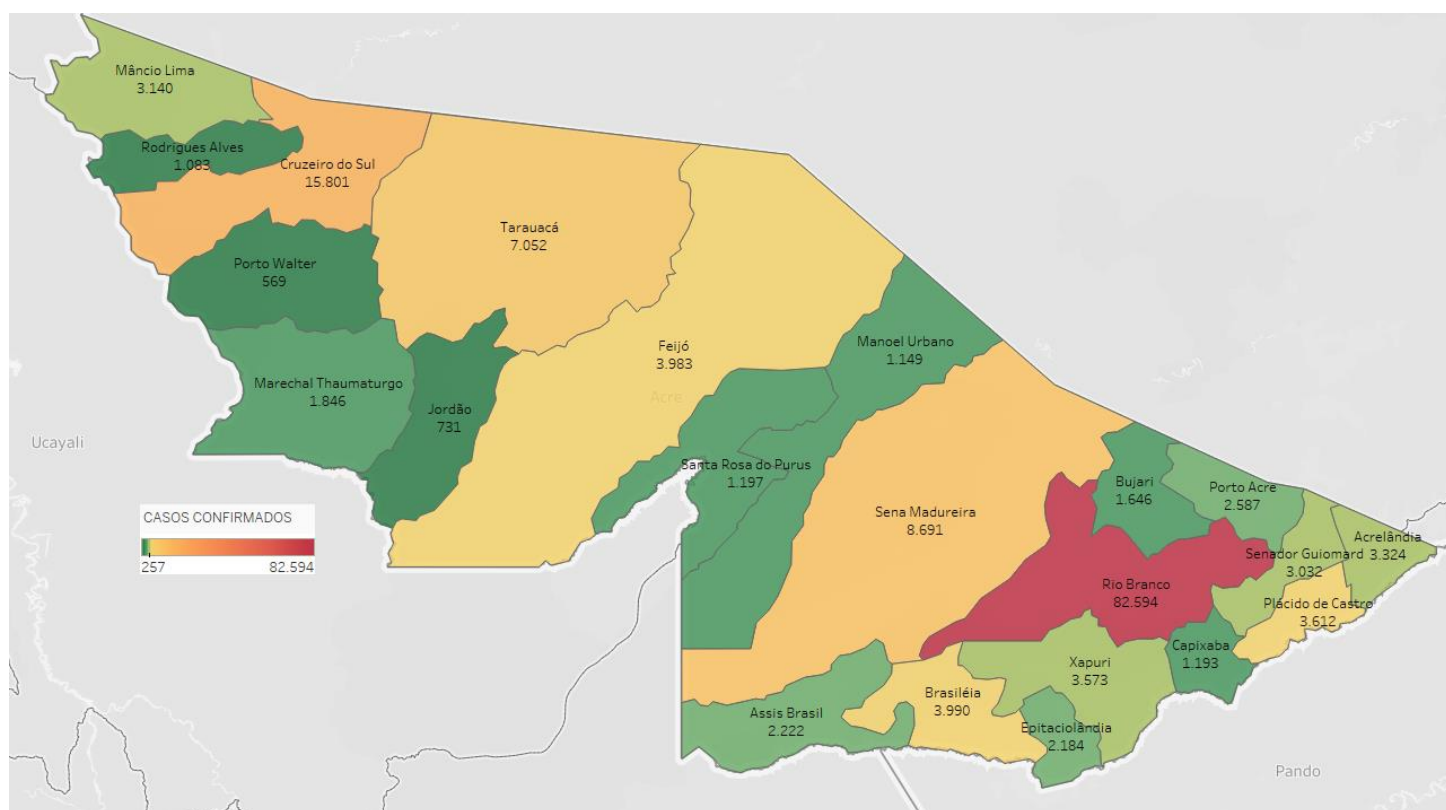 Mâncio Lima
3.140
Rodrigues Alves
1.083
Cruzeiro do Sul
15.801
Tarauacá
7.052
Porto Walter
569
Feijó
3.983
Manoel Urbano
1.149
Marechal Thaumaturgo
1.846
Jordão
731
Acre
Ucayali
Santa Rosa do Purus
1.197
Bujari
1.646
Porto Acre
2.587
Sena Madureira
8.691
CASOS CONFIRMADOS
257
82.594
Acrelândia
3.324
Senador Guiomard
3.032
Rio Branco
82.594
Plácido de Castro
3.612
Capixaba
1.193
Xapuri
3.573
Brasiléia
3.990
Assis Brasil
2.222
Epitaciolândia
2.184
Pando